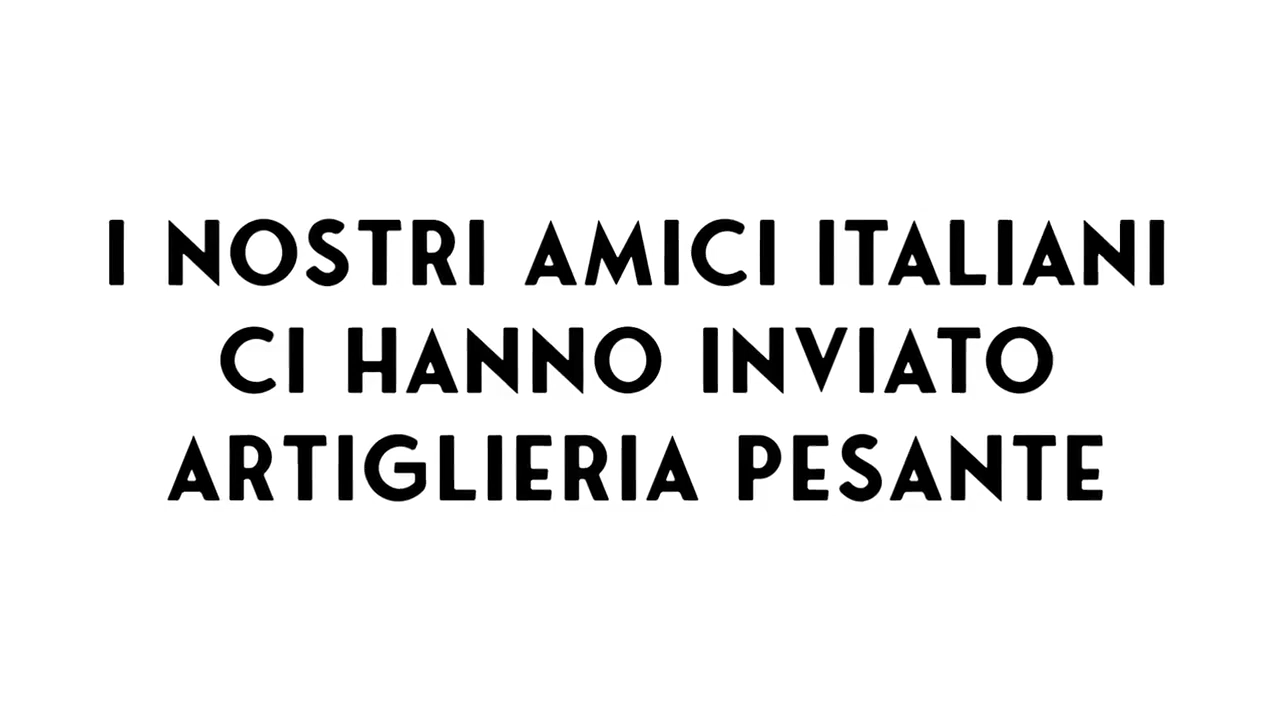 I NOSTRI AMICI ITALIANI
CI HANNO INVIATO
ARTIGLIERIA PESANTE